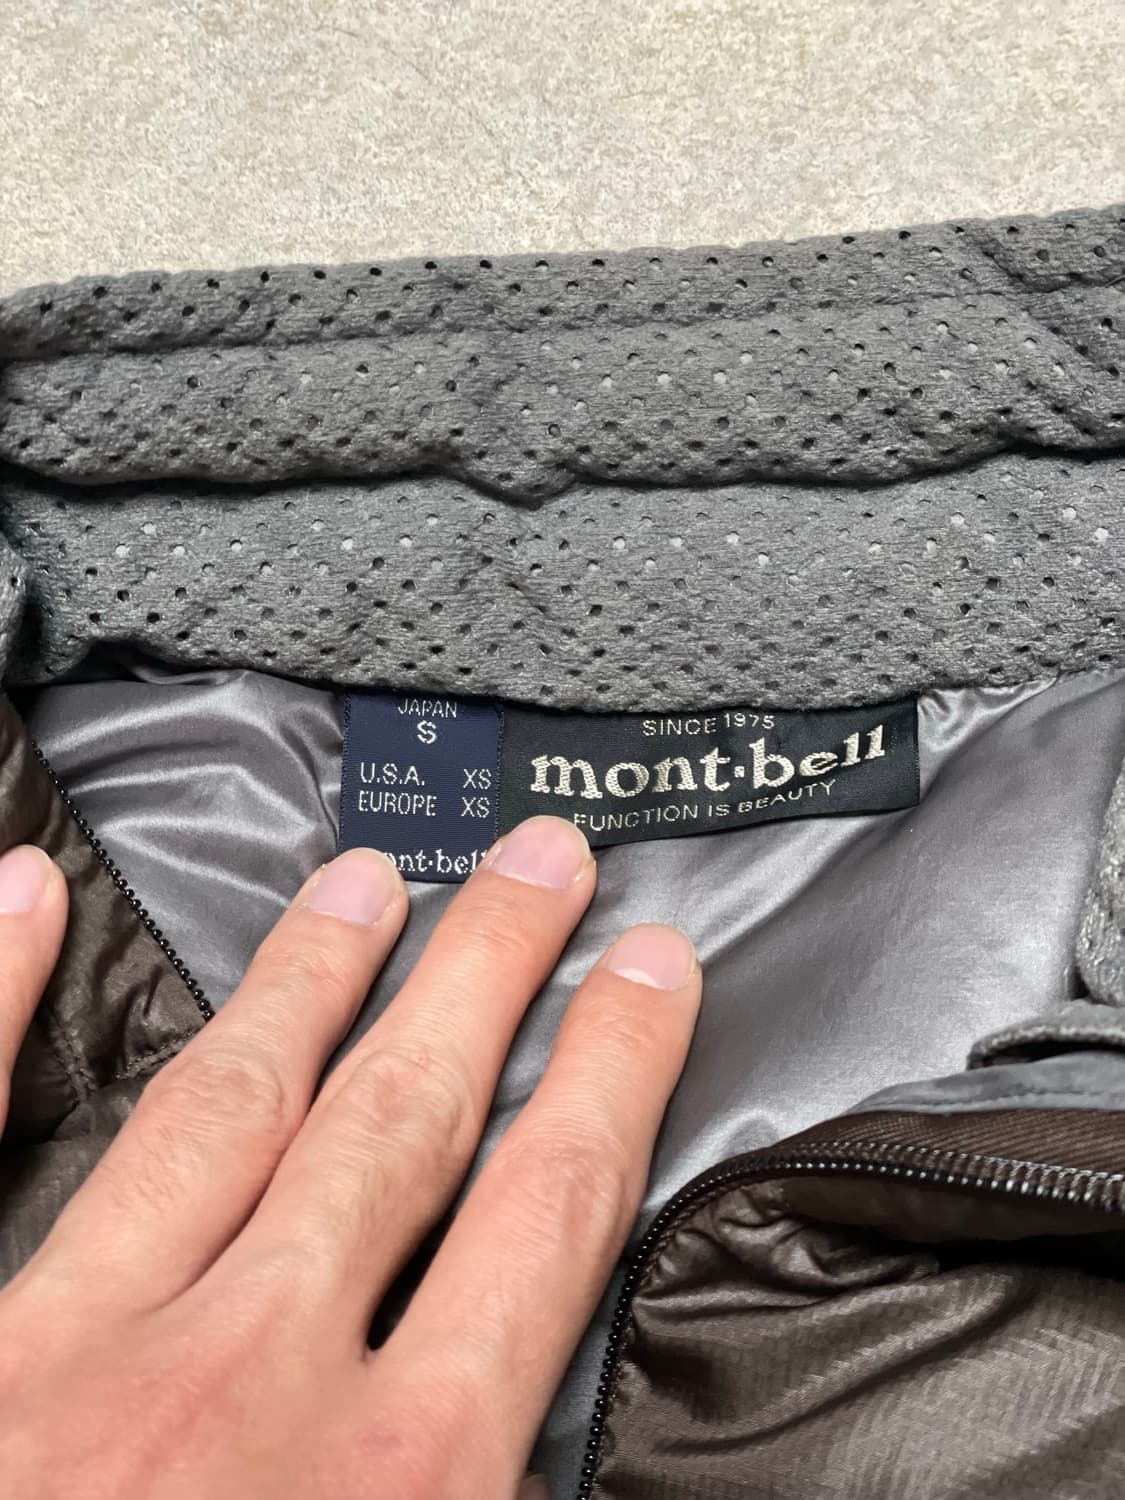 JAPAN
S
U.S.A. XS
EUROPE XS
SINCE 1975
mont·bell
FUNCTION IS BEAUTY